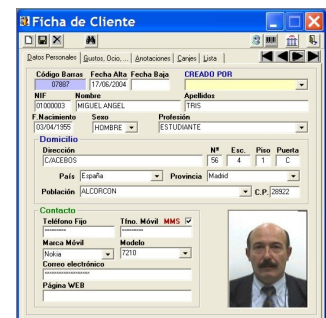 Ficha de Cliente
Datos Personales Gustos, Ocio,... Anotaciones Canjes Lista
Código Barras Fecha Alta Fecha Baja CREADO POR
07887 17/06/2004
NIF Nombre Apellidos
01000003 MIGUEL ANGEL TRIS
F.Nacimiento Sexo Profesión
03/04/1955 HOMBRE ESTUDIANTE
Domicilio
Dirección Nº Esc. Piso Puerta
C/ACEBOS 56 4 1 C
País España Provincia Madrid
Población ALCORCON C.P. 28922
Contacto
Teléfono Fijo Tfno. Móvil MMS
Marca Móvil Modelo
Nokia 7210
Correo electrónico
Página WEB